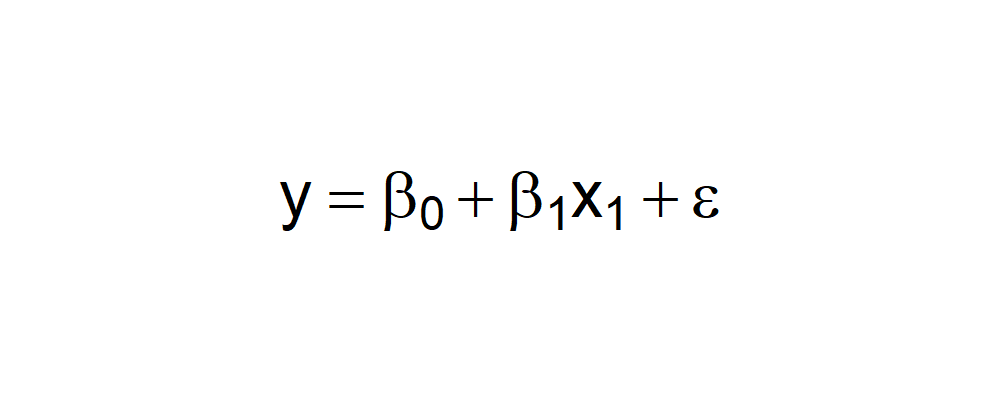 y = β₀ + β₁x₁ + ε